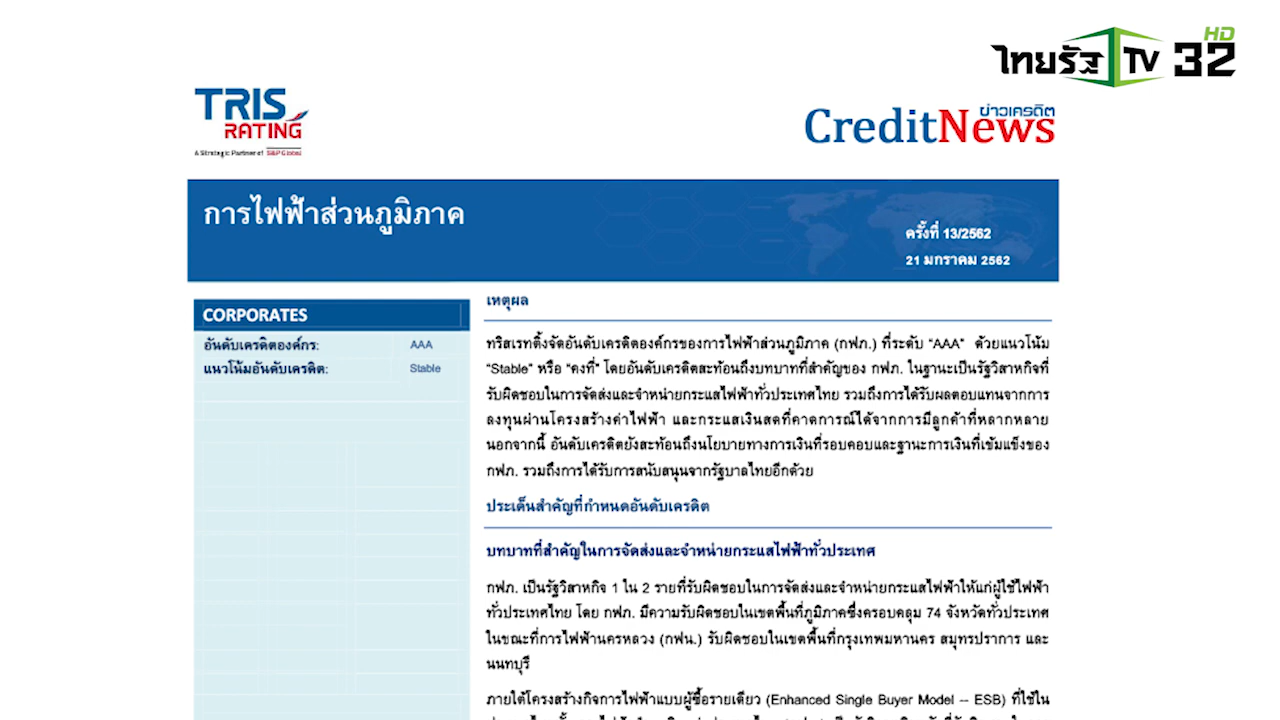 ไทยรัฐ TV 32 HD
TRIS
RATING
A Strategic Partner of S&P Global
ข่าวเครดิต
CreditNews
การไฟฟ้าส่วนภูมิภาค
ครั้งที่ 13/2562
21 มกราคม 2562
CORPORATES
อันดับเครดิตองค์กร: AAA
แนวโน้มอันดับเครดิต: Stable
เหตุผล
ทริสเรทติ้งจัดอันดับเครดิตองค์กรของการไฟฟ้าส่วนภูมิภาค (กฟภ.) ที่ระดับ “AAA” ด้วยแนวโน้ม
“Stable” หรือ “คงที่” โดยอันดับเครดิตสะท้อนถึงบทบาทที่สำคัญของ กฟภ. ในฐานะเป็นรัฐวิสาหกิจที่
รับผิดชอบในการจัดส่งและจำหน่ายกระแสไฟฟ้าทั่วประเทศไทย รวมถึงการได้รับผลตอบแทนจากการ
ลงทุนผ่านโครงสร้างค่าไฟฟ้า และกระแสเงินสดที่คาดการณ์ได้จากการมีลูกค้าที่หลากหลาย
นอกจากนี้ อันดับเครดิตยังสะท้อนถึงนโยบายทางการเงินที่รอบคอบและฐานะการเงินที่เข้มแข็งของ
กฟภ. รวมถึงการได้รับการสนับสนุนจากรัฐบาลไทยอีกด้วย
ประเด็นสำคัญที่กำหนดอันดับเครดิต
บทบาทที่สำคัญในการจัดส่งและจำหน่ายกระแสไฟฟ้าทั่วประเทศ
กฟภ. เป็นรัฐวิสาหกิจ 1 ใน 2 รายที่รับผิดชอบในการจัดส่งและจำหน่ายกระแสไฟฟ้าให้แก่ผู้ใช้ไฟฟ้า
ทั่วประเทศไทย โดย กฟภ. มีความรับผิดชอบในเขตพื้นที่ภูมิภาคซึ่งครอบคลุม 74 จังหวัดทั่วประเทศ
ในขณะที่การไฟฟ้านครหลวง (กฟน.) รับผิดชอบในเขตพื้นที่กรุงเทพมหานคร สมุทรปราการ และ
นนทบุรี
ภายใต้โครงสร้างกิจการไฟฟ้าแบบผู้ซื้อรายเดียว (Enhanced Single Buyer Model -- ESB) ที่ใช้ใน